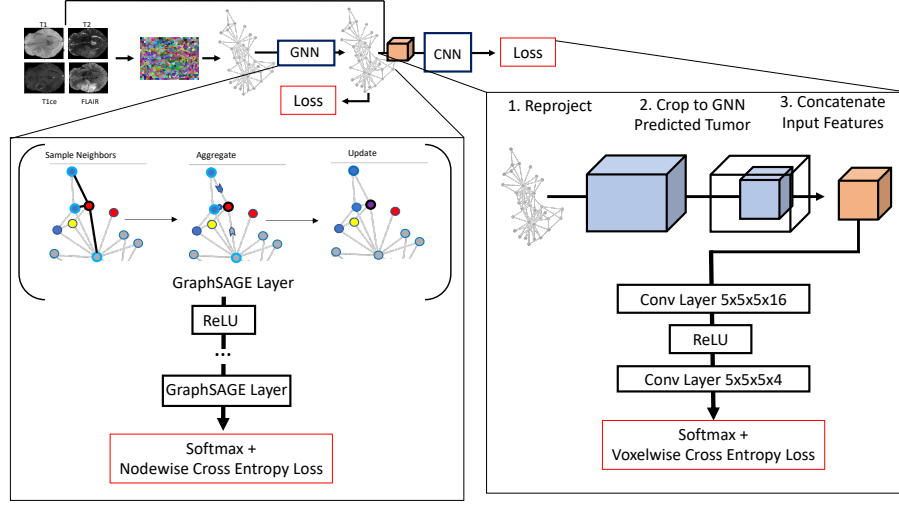 T1 T2
T1ce FLAIR
GNN
CNN
Loss
Loss
Sample Neighbors
Aggregate
Update
GraphSAGE Layer
ReLU
...
GraphSAGE Layer
Softmax +
Nodewise Cross Entropy Loss
1. Reproject
2. Crop to GNN
Predicted Tumor
3. Concatenate
Input Features
Conv Layer 5x5x5x16
ReLU
Conv Layer 5x5x5x4
Softmax +
Voxelwise Cross Entropy Loss